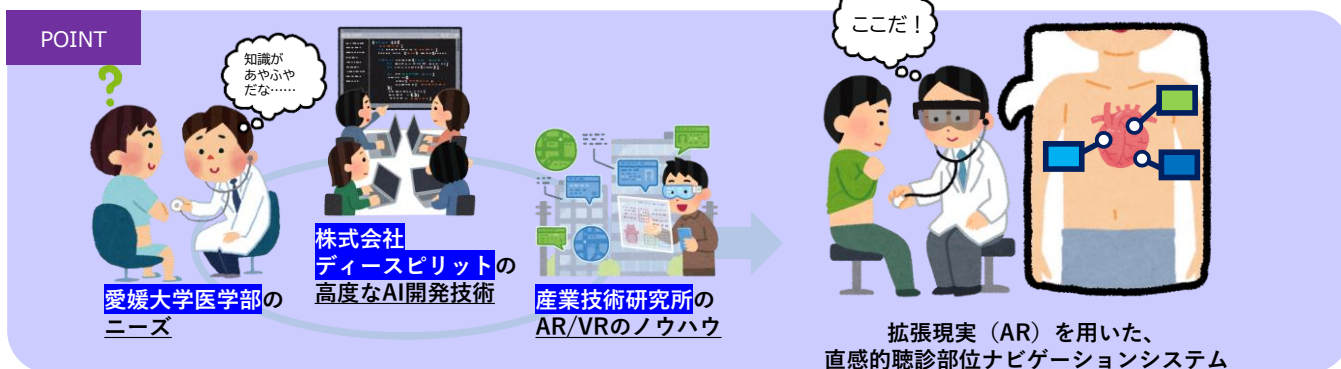 POINT
?
知識が
あやふや
だな……
愛媛大学医学部の
ニーズ
株式会社
ディースピリットの
高度なAI開発技術
産業技術研究所の
AR/VRのノウハウ
ここだ！
拡張現実（AR）を用いた、
直感的聴診部位ナビゲーションシステム